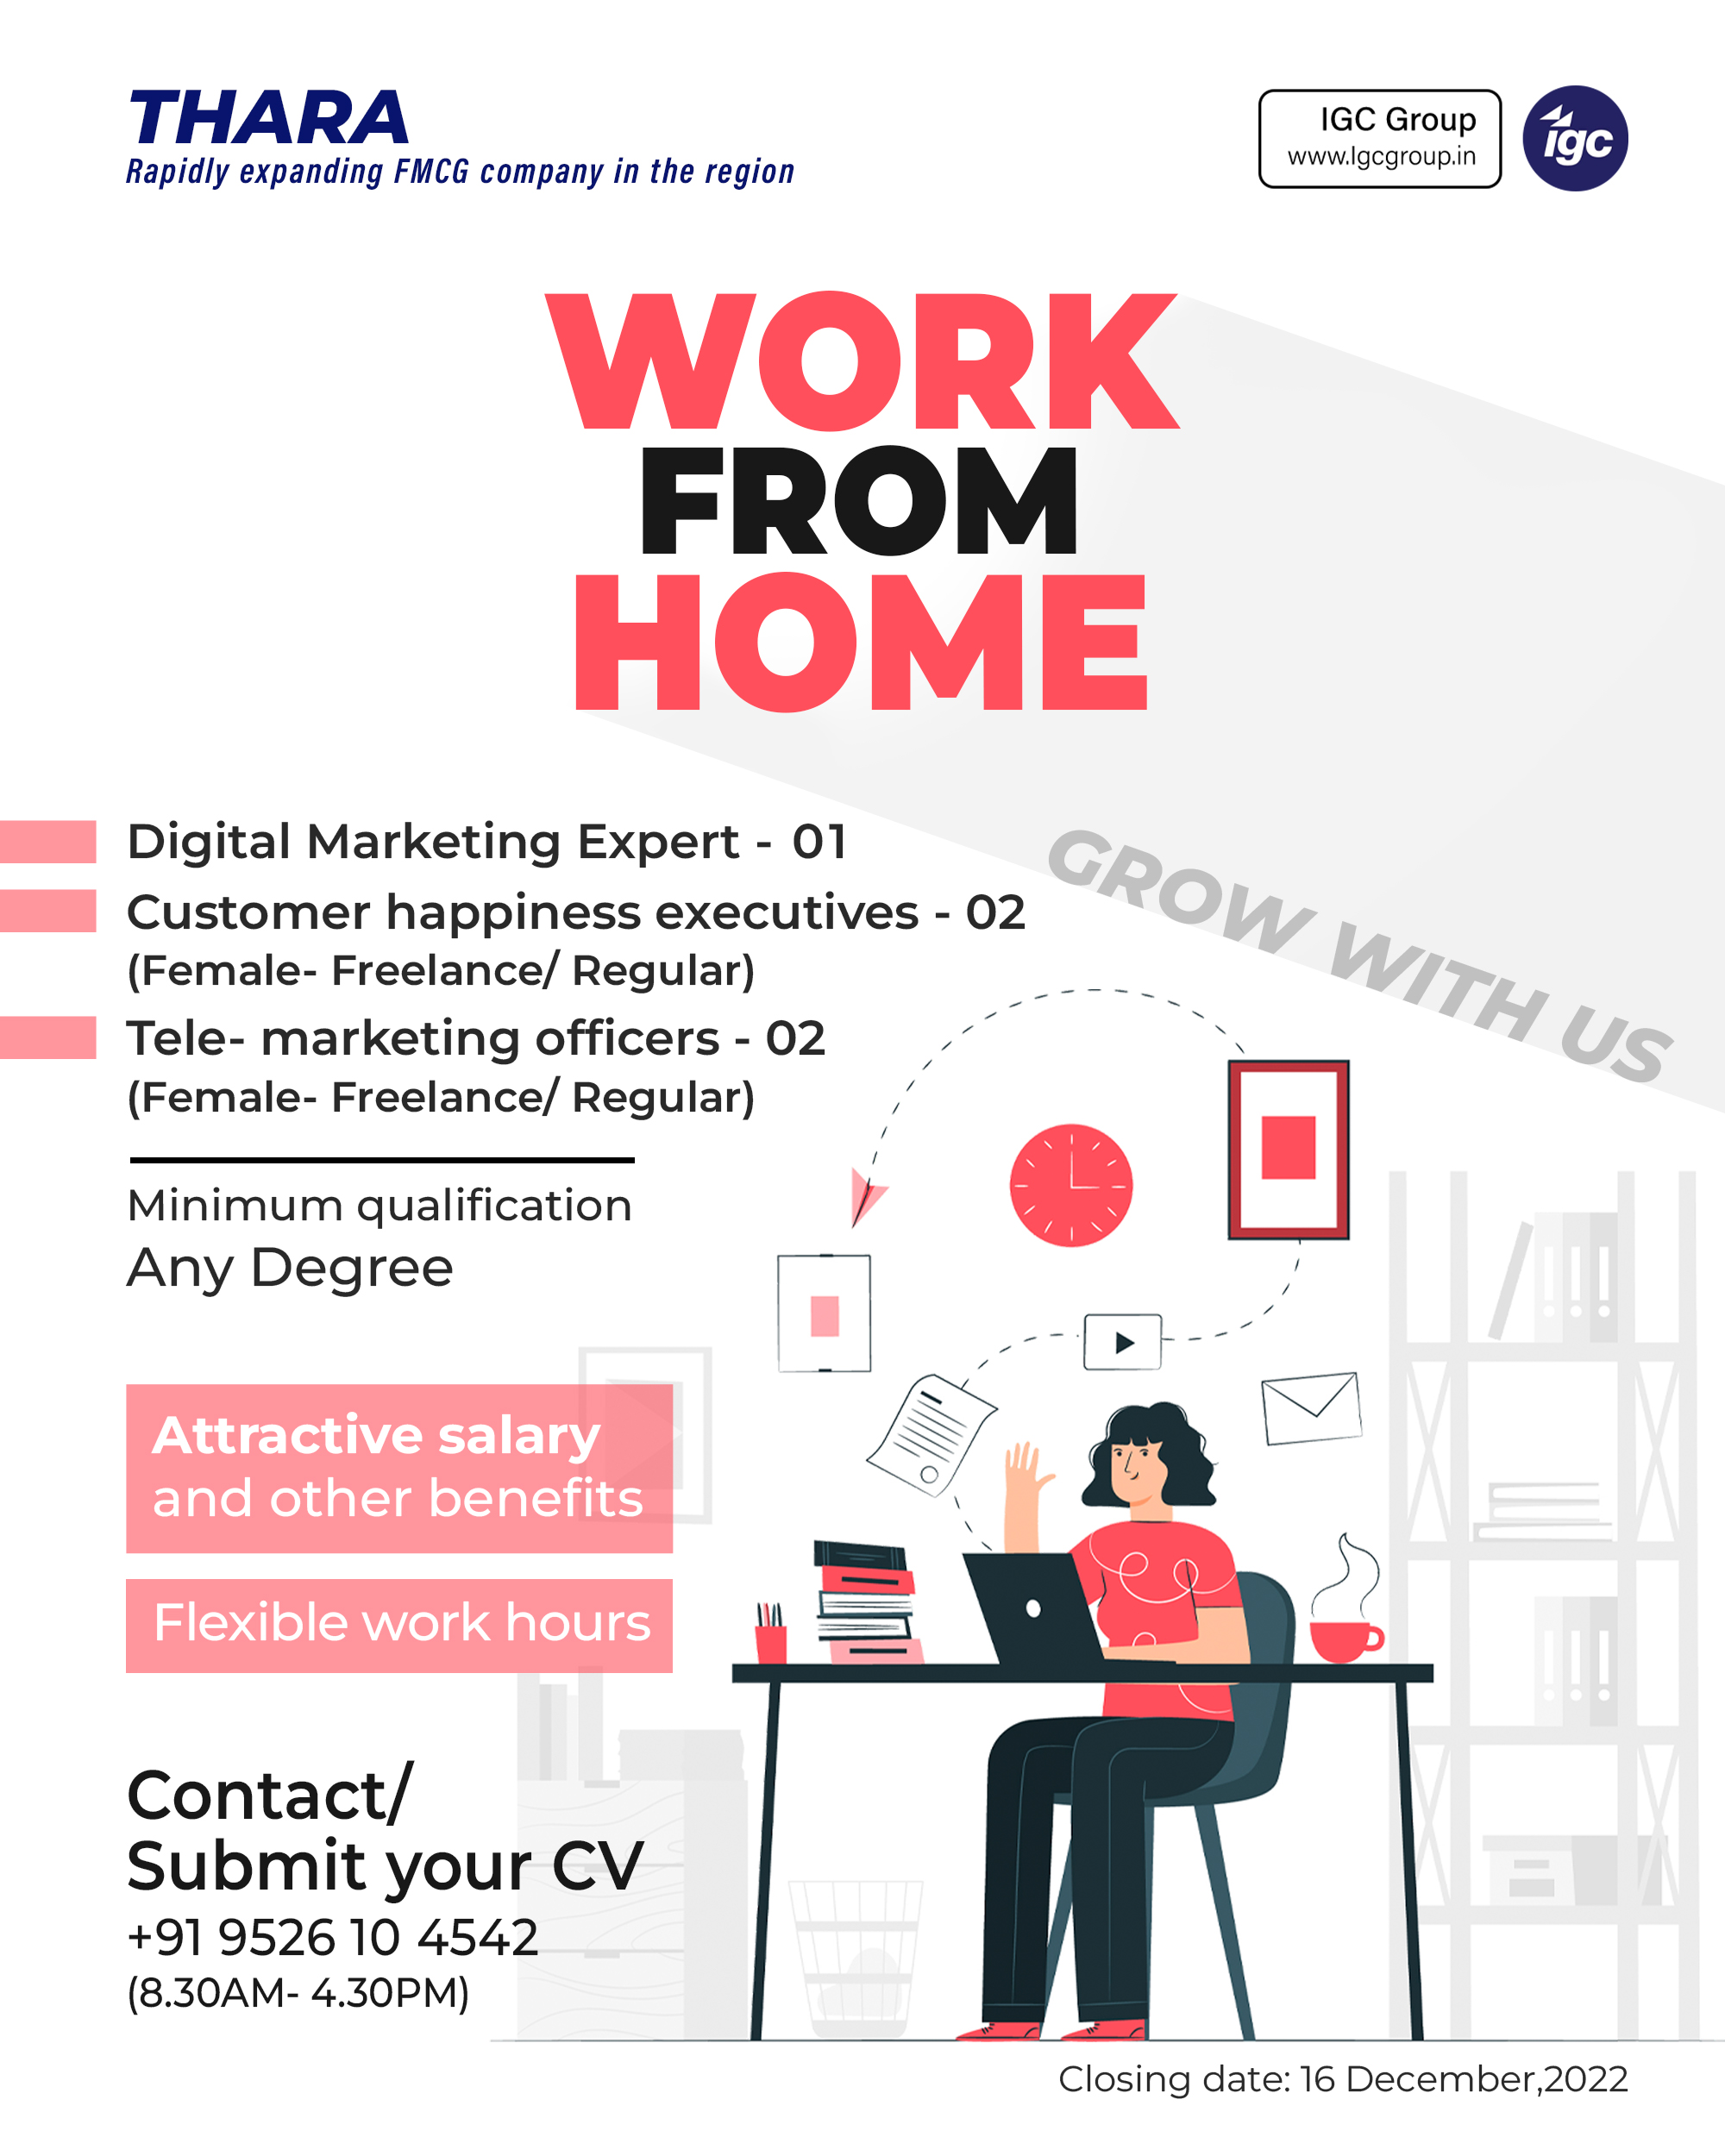 THARA
Rapidly expanding FMCG company in the region
IGC Group
www.Igcgroup.in
igc
WORK
FROM
HOME
GROW WITH US
Digital Marketing Expert - 01
Customer happiness executives - 02
(Female- Freelance/ Regular)
Tele- marketing officers - 02
(Female- Freelance/ Regular)
Minimum qualification
Any Degree
Attractive salary
and other benefits
Flexible work hours
Contact/
Submit your CV
+91 9526 10 4542
(8.30AM- 4.30PM)
Closing date: 16 December,2022